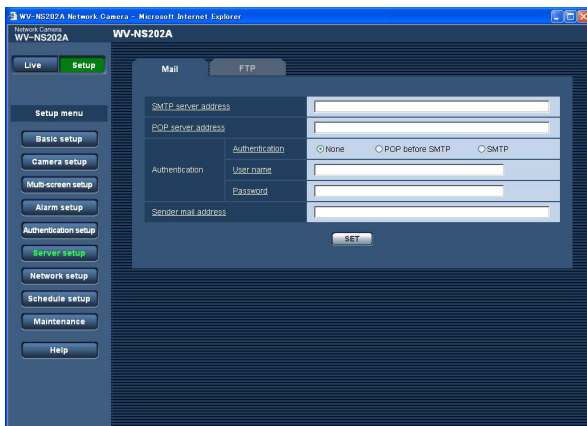 WV-NS202A Network Camera - Microsoft Internet Explorer
Network Camera
WV-NS202A
WV-NS202A
Live
Setup
Setup menu
Basic setup
Camera setup
Multi-screen setup
Alarm setup
Authentication setup
Server setup
Network setup
Schedule setup
Maintenance
Help
Mail
FTP
SMTP server address
POP server address
Authentication
Authentication
None
POP before SMTP
SMTP
User name
Password
Sender mail address
SET